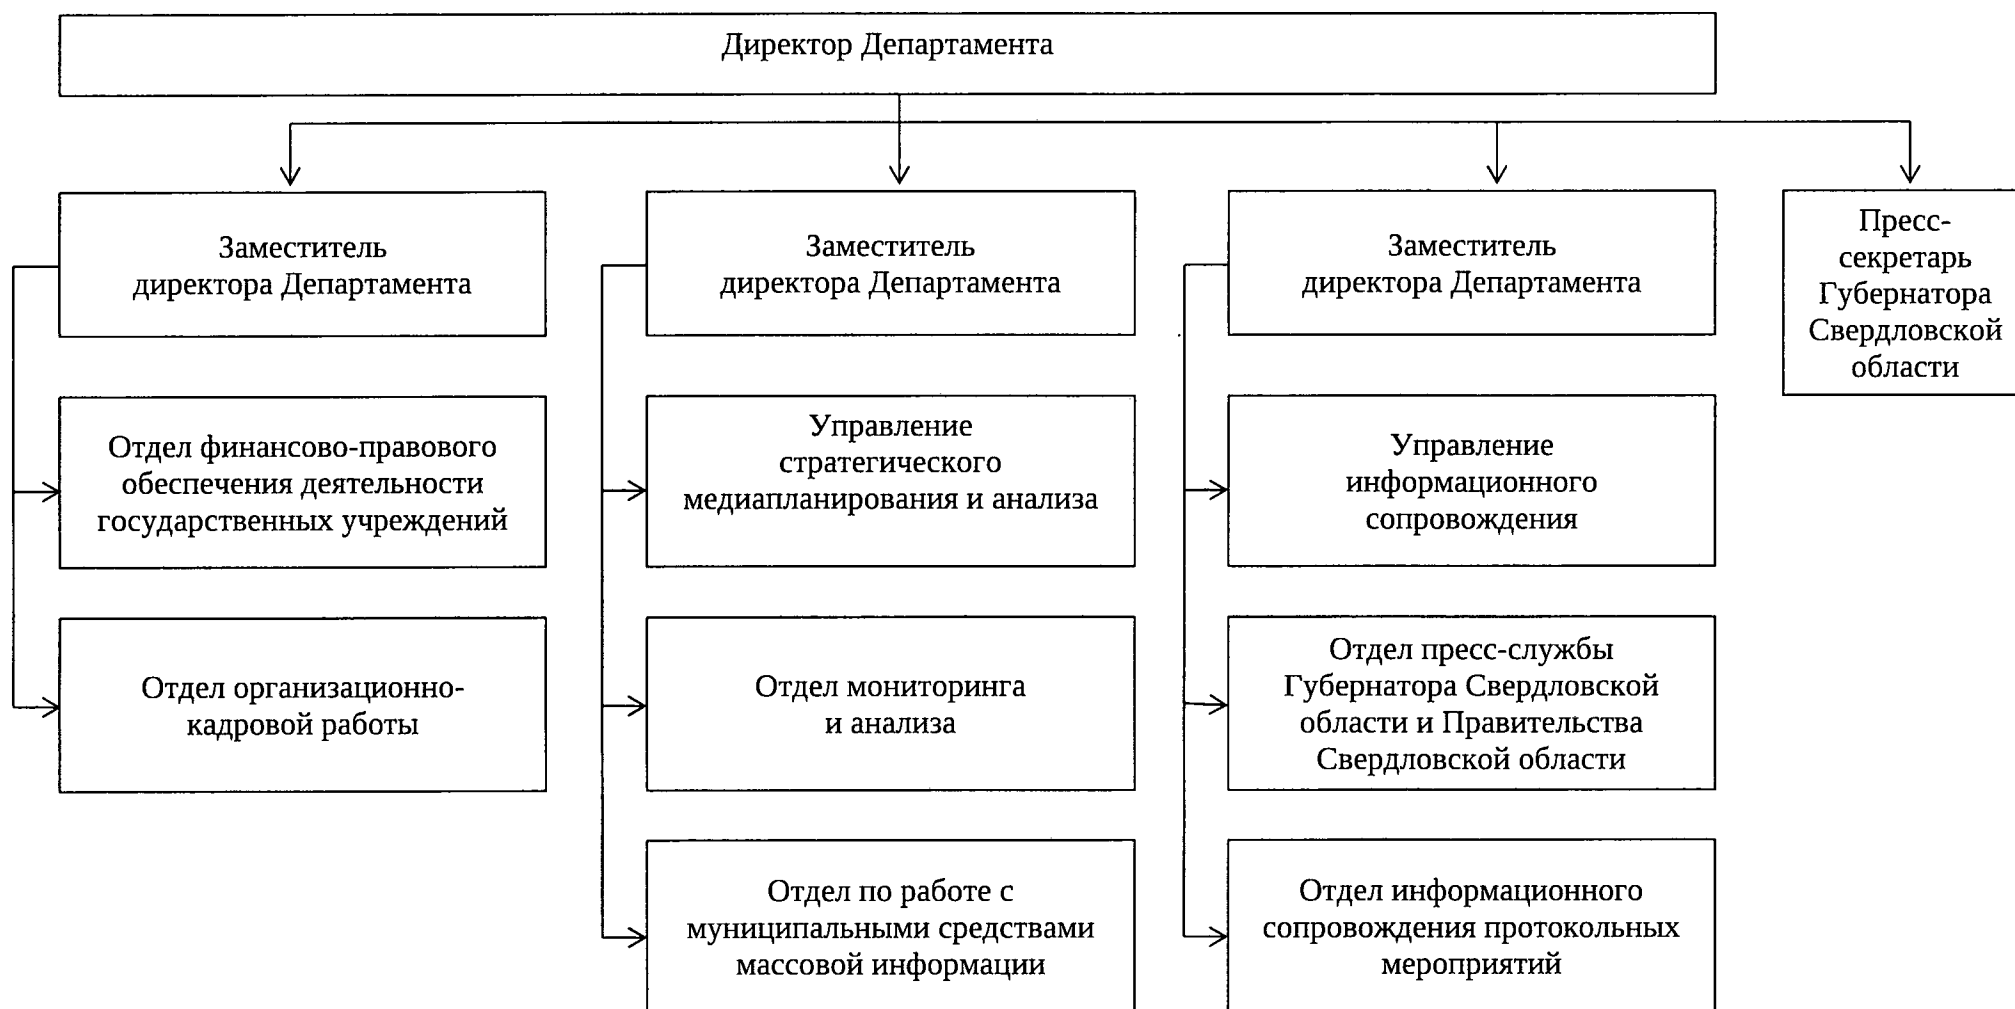 Директор Департамента
Заместитель
директора Департамента
Заместитель
директора Департамента
Заместитель
директора Департамента
Пресс-
секретарь
Губернатора
Свердловской
области
Отдел финансово-правового
обеспечения деятельности
государственных учреждений
Управление
стратегического
медиапланирования и анализа
Управление
информационного
сопровождения
Отдел организационно-
кадровой работы
Отдел мониторинга
и анализа
Отдел пресс-службы
Губернатора Свердловской
области и Правительства
Свердловской области
Отдел по работе с
муниципальными средствами
массовой информации
Отдел информационного
сопровождения протокольных
мероприятий